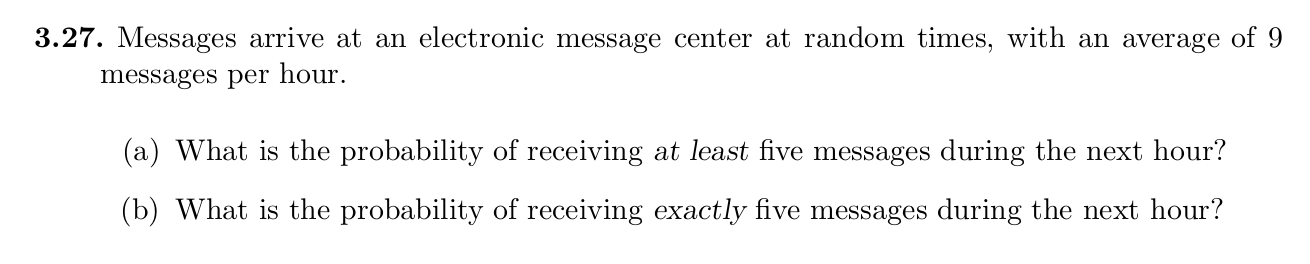 3.27. Messages arrive at an electronic message center at random times, with an average of 9
messages per hour.
(a) What is the probability of receiving at least five messages during the next hour?
(b) What is the probability of receiving exactly five messages during the next hour?